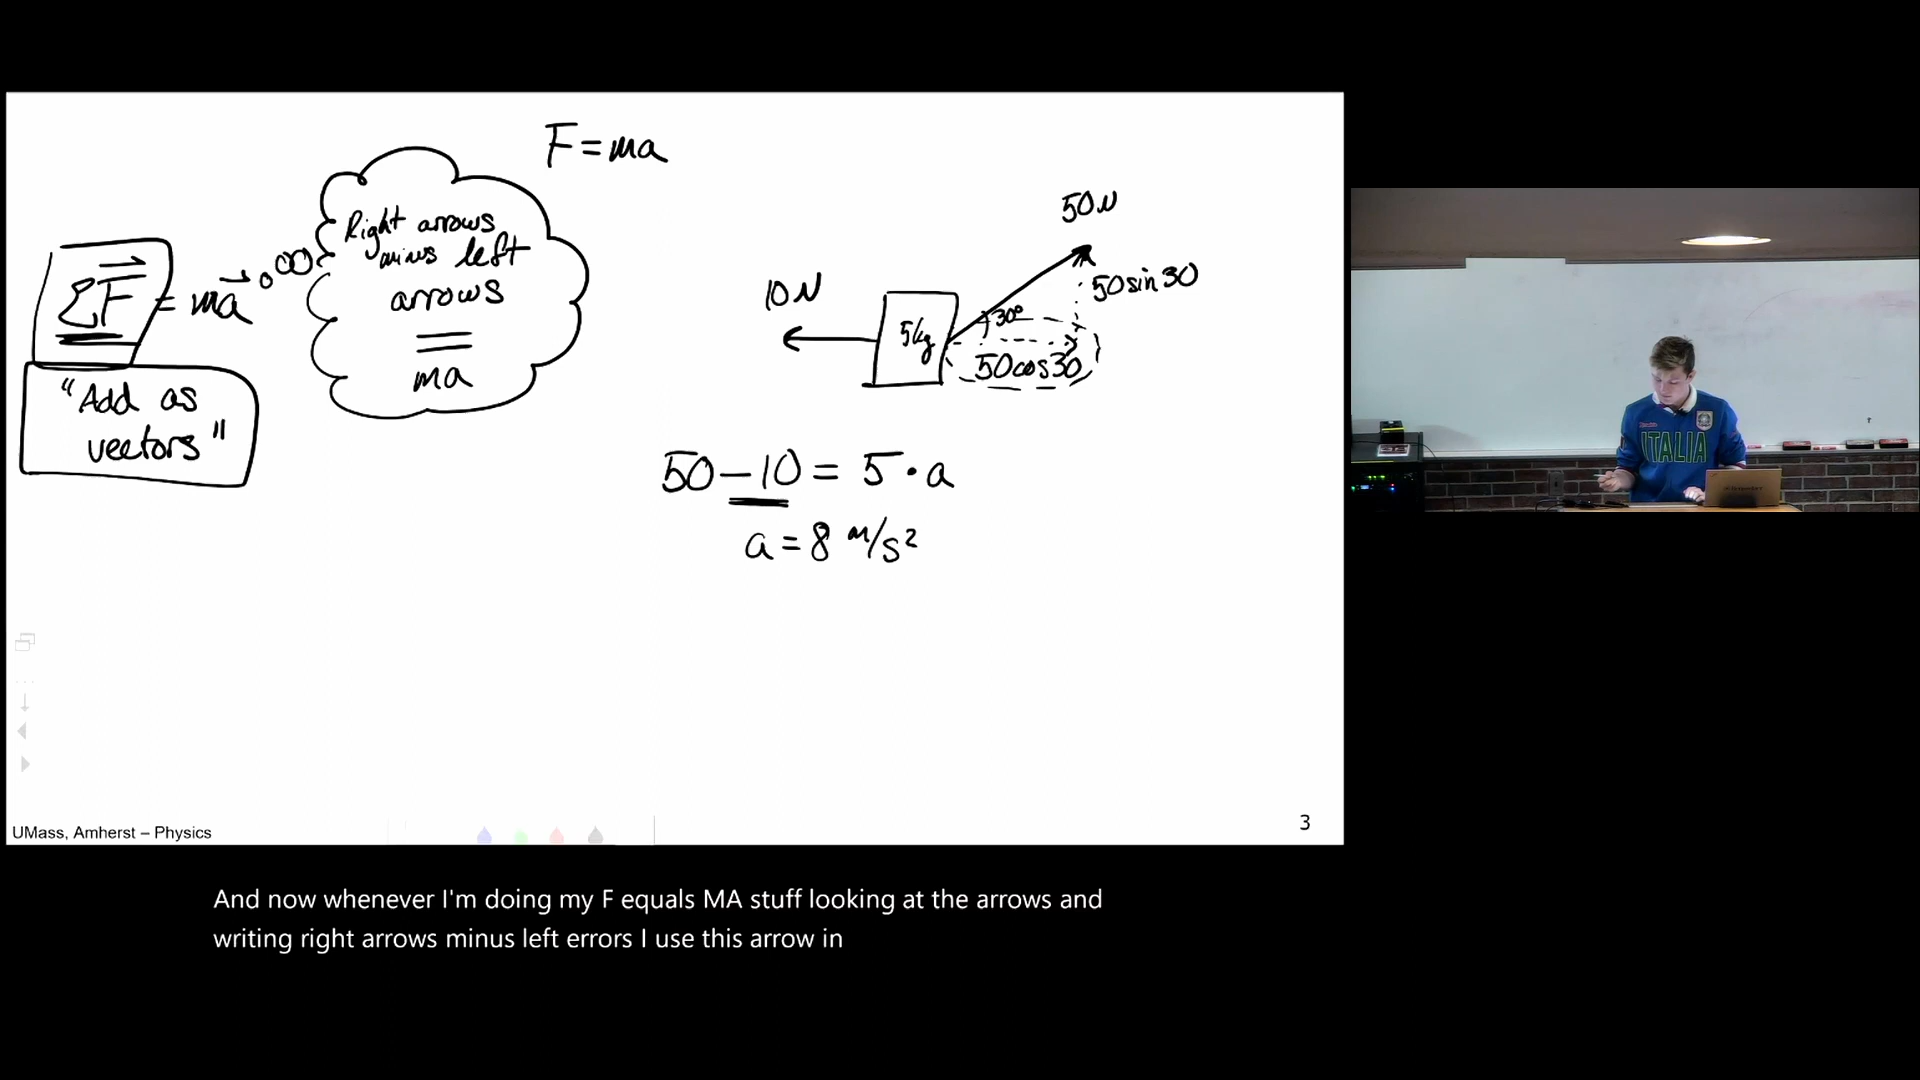 F = ma
Right arrows
minus left
arrows
=
ma
ΣF = ma
"Add as
vectors"
50N
10 N
50sin30
30°
5kg
50cos30
50 – 10 = 5 · a
a = 8 m/s²
ITALIA
UMass, Amherst – Physics
3
And now whenever I'm doing my F equals MA stuff looking at the arrows and
writing right arrows minus left errors I use this arrow in